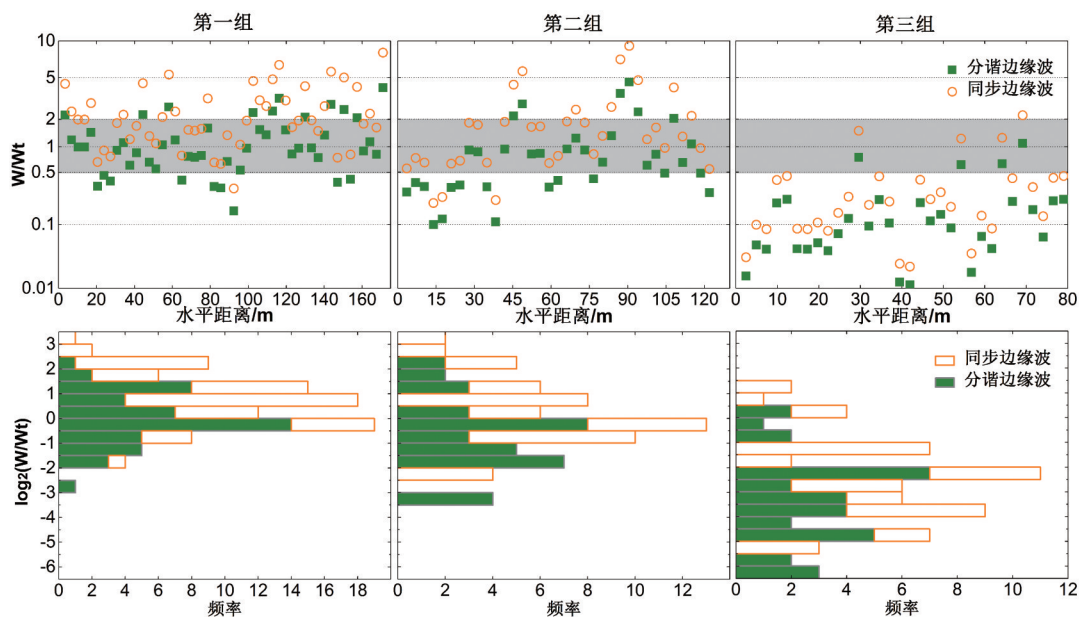 第一组
第二组
第三组
W/Wt
10
5
2
1
0.5
0.1
0.01
分谐边缘波
同步边缘波
0 20 40 60 80 100 120 140 160
0 15 30 45 60 75 90 105 120
0 10 20 30 40 50 60 70 80
水平距离/m
水平距离/m
水平距离/m
log₂(W/Wt)
3
2
1
0
-1
-2
-3
-4
-5
-6
同步边缘波
分谐边缘波
0 2 4 6 8 10 12 14 16 18
0 2 4 6 8 10 12
0 2 4 6 8 10 12
频率
频率
频率